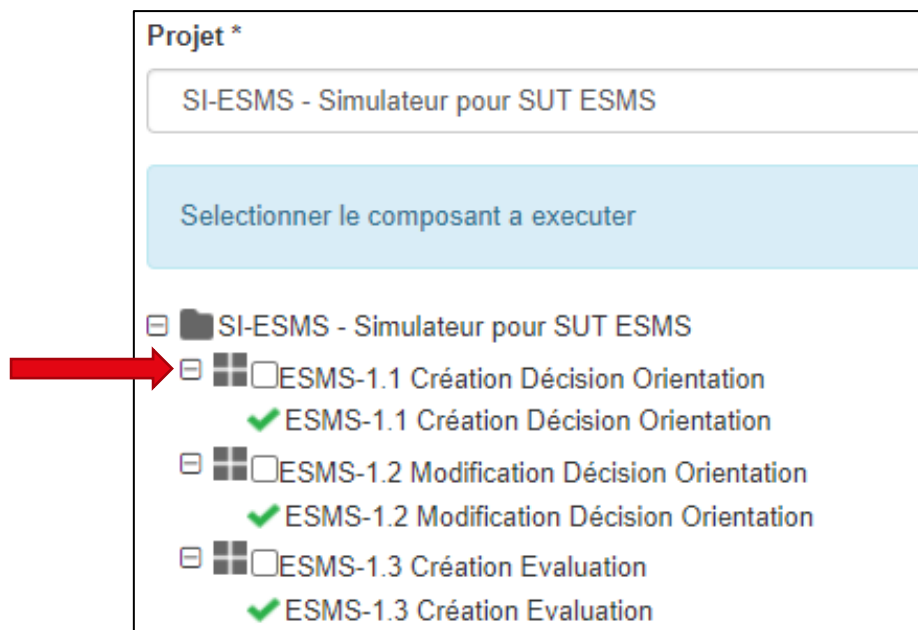 Projet *
SI-ESMS - Simulateur pour SUT ESMS
Selectionner le composant a executer
SI-ESMS - Simulateur pour SUT ESMS
ESMS-1.1 Création Décision Orientation
ESMS-1.1 Création Décision Orientation
ESMS-1.2 Modification Décision Orientation
ESMS-1.2 Modification Décision Orientation
ESMS-1.3 Création Evaluation
ESMS-1.3 Création Evaluation